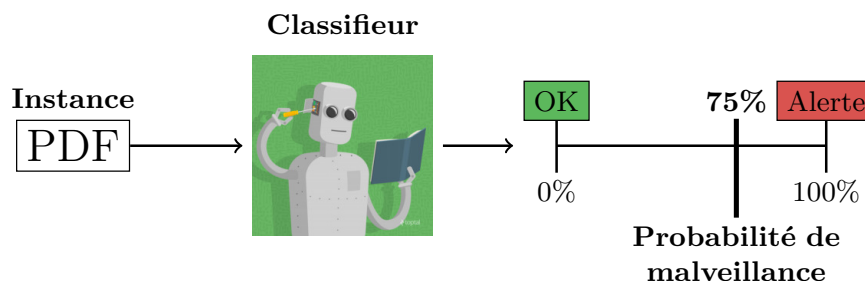 Classifieur
Instance
PDF
OK
75%
Alerte
0%
100%
Probabilité de
malveillance